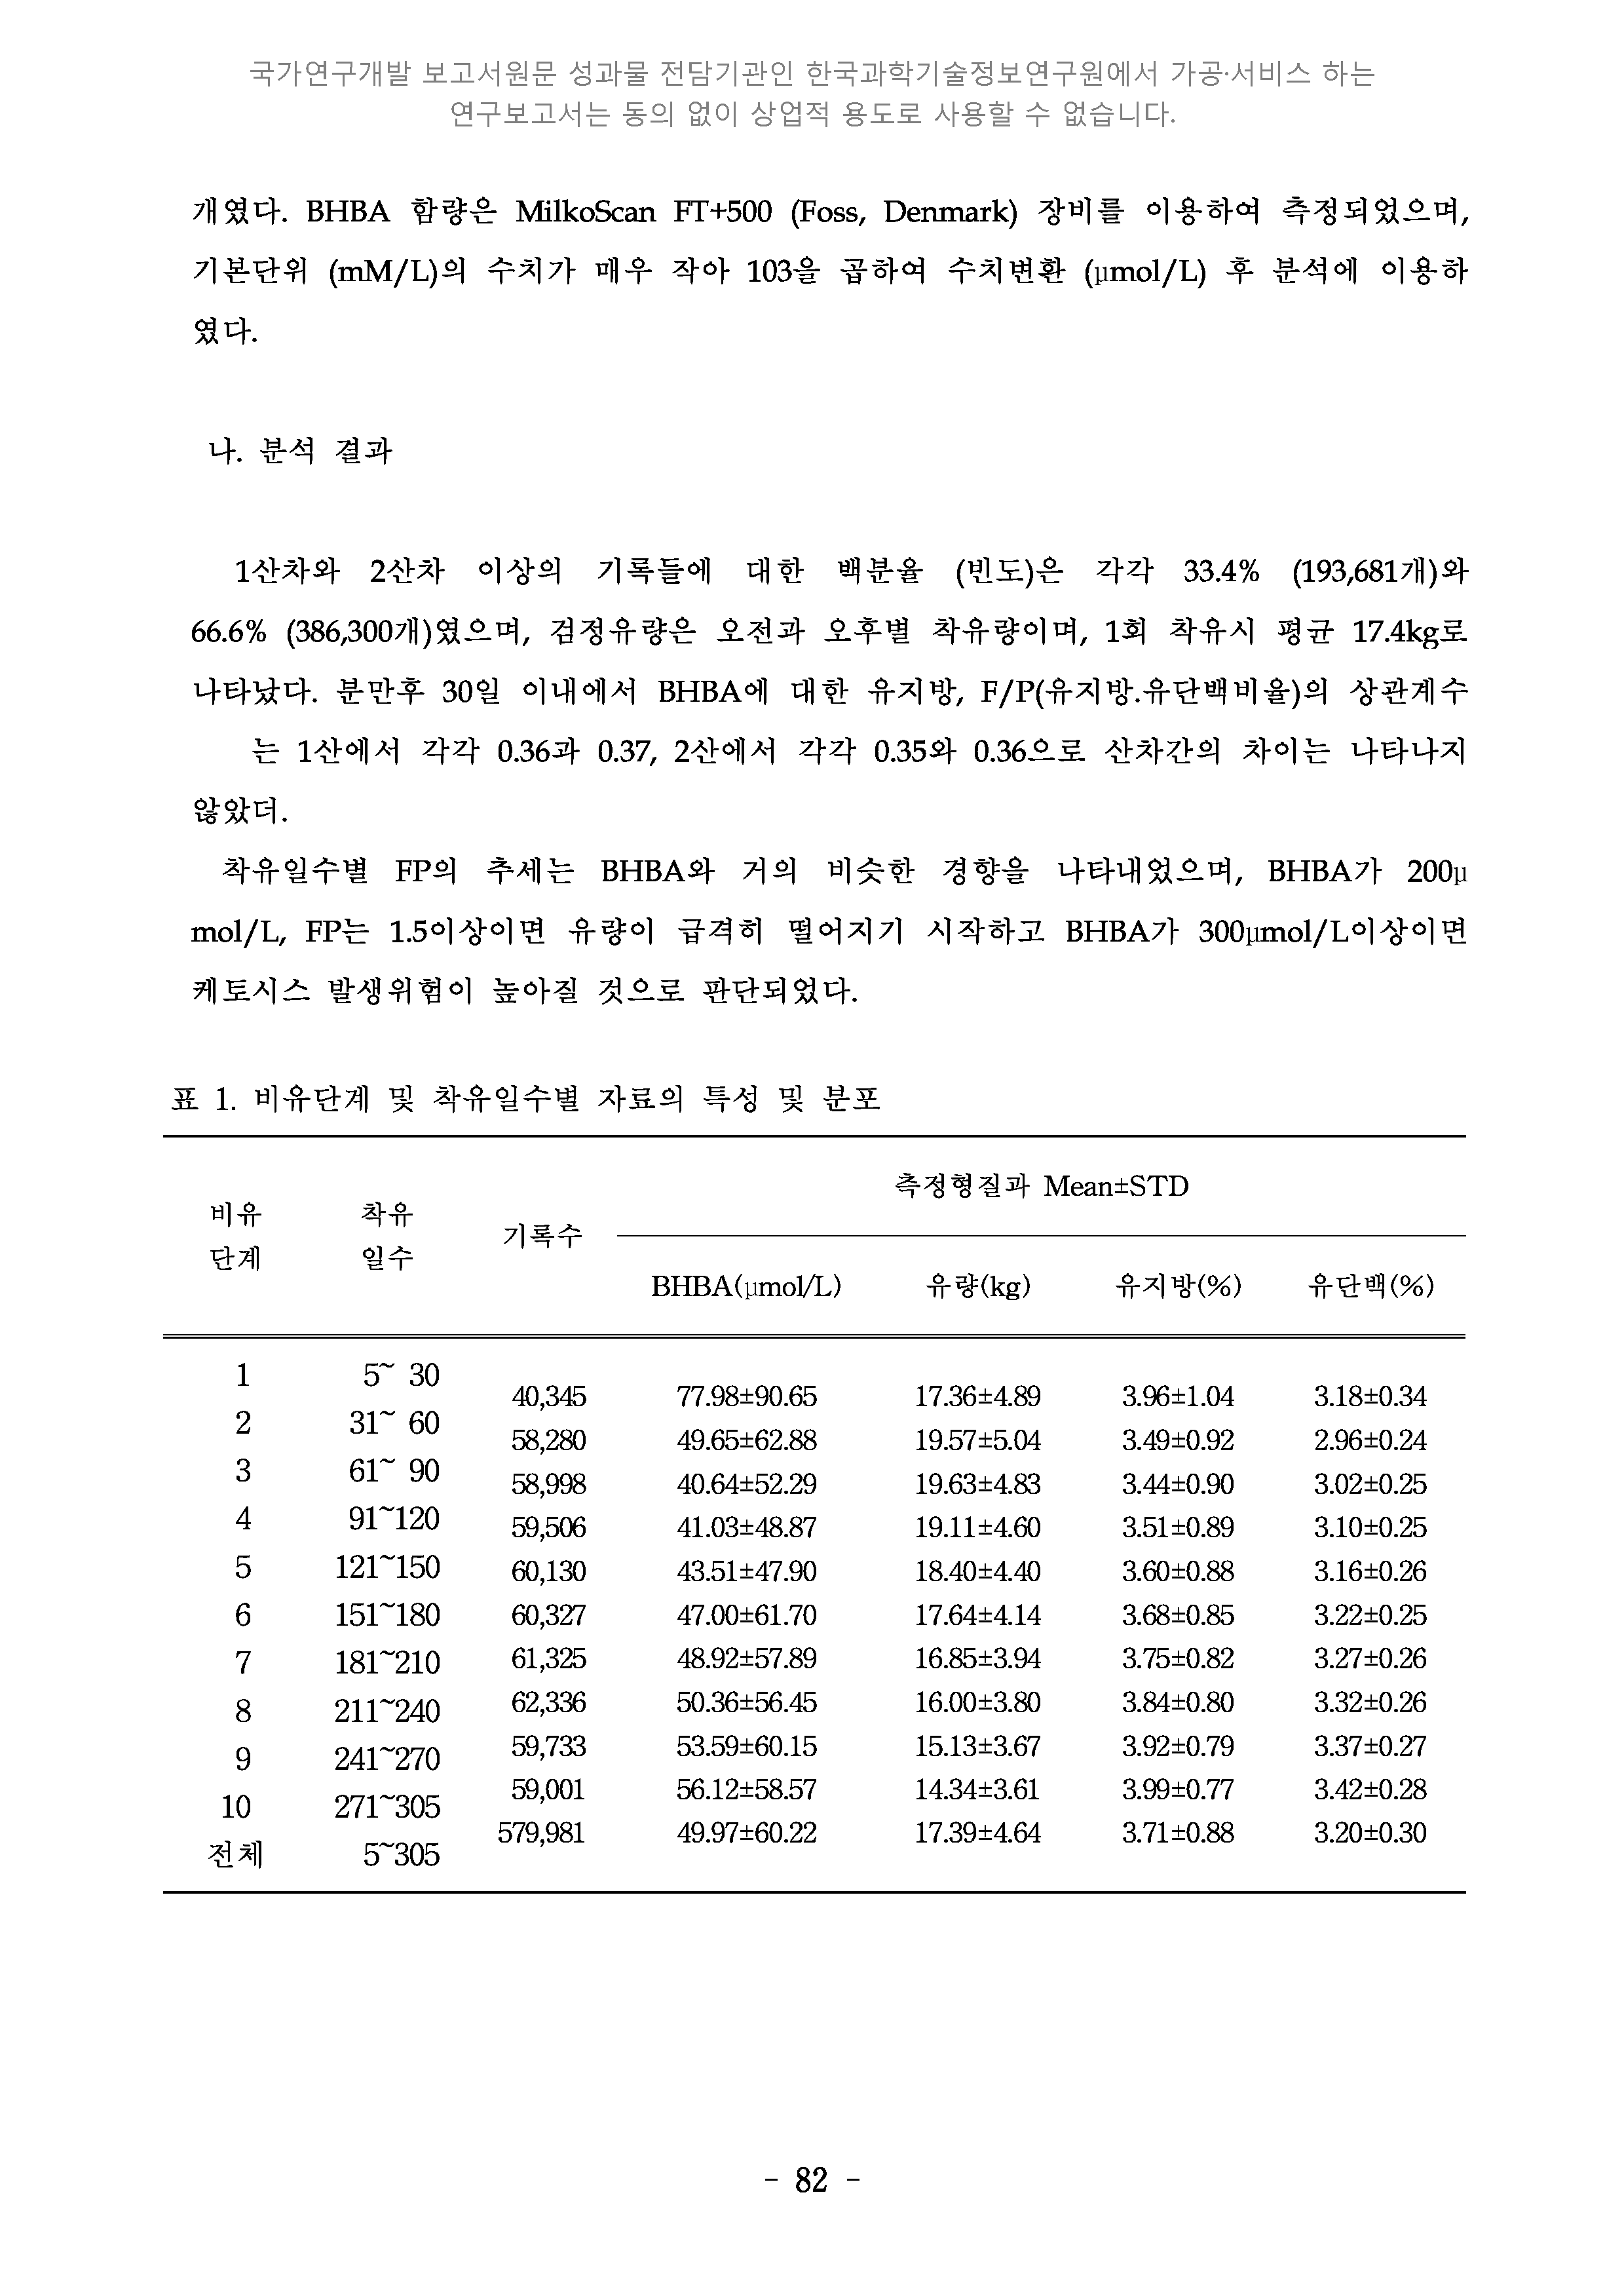 국가연구개발 보고서원문 성과물 전담기관인 한국과학기술정보연구원에서 가공·서비스 하는
연구보고서는 동의 없이 상업적 용도로 사용할 수 없습니다.
개였다. BHBA 함량은 MilkoScan FT+500 (Foss, Denmark) 장비를 이용하여 측정되었으며,
기본단위 (mM/L)의 수치가 매우 작아 103을 곱하여 수치변환 (μmol/L) 후 분석에 이용하
였다.
나. 분석 결과
1산차와 2산차 이상의 기록들에 대한 백분율 (빈도)은 각각 33.4% (193,681개)와
66.6% (386,300개)였으며, 검정유량은 오전과 오후별 착유량이며, 1회 착유시 평균 17.4kg로
나타났다. 분만후 30일 이내에서 BHBA에 대한 유지방, F/P(유지방.유단백비율)의 상관계수
는 1산에서 각각 0.36과 0.37, 2산에서 각각 0.35와 0.36으로 산차간의 차이는 나타나지
않았더.
착유일수별 FP의 추세는 BHBA와 거의 비슷한 경향을 나타내었으며, BHBA가 200μ
mol/L, FP는 1.5이상이면 유량이 급격히 떨어지기 시작하고 BHBA가 300μmol/L이상이면
케토시스 발생위험이 높아질 것으로 판단되었다.
표 1. 비유단계 및 착유일수별 자료의 특성 및 분포
비유 단계 착유 일수 기록수 측정형질과 Mean±STD
BHBA(μmol/L) 유량(kg) 유지방(%) 유단백(%)
1 5~ 30 40,345 77.98±90.65 17.36±4.89 3.96±1.04 3.18±0.34
2 31~ 60 58,280 49.65±62.88 19.57±5.04 3.49±0.92 2.96±0.24
3 61~ 90 58,998 40.64±52.29 19.63±4.83 3.44±0.90 3.02±0.25
4 91~120 59,506 41.03±48.87 19.11±4.60 3.51±0.89 3.10±0.25
5 121~150 60,130 43.51±47.90 18.40±4.40 3.60±0.88 3.16±0.26
6 151~180 60,327 47.00±61.70 17.64±4.14 3.68±0.85 3.22±0.25
7 181~210 61,325 48.92±57.89 16.85±3.94 3.75±0.82 3.27±0.26
8 211~240 62,336 50.36±56.45 16.00±3.80 3.84±0.80 3.32±0.26
9 241~270 59,733 53.59±60.15 15.13±3.67 3.92±0.79 3.37±0.27
10 271~305 59,001 56.12±58.57 14.34±3.61 3.99±0.77 3.42±0.28
전체 5~305 579,981 49.97±60.22 17.39±4.64 3.71±0.88 3.20±0.30
- 82 -